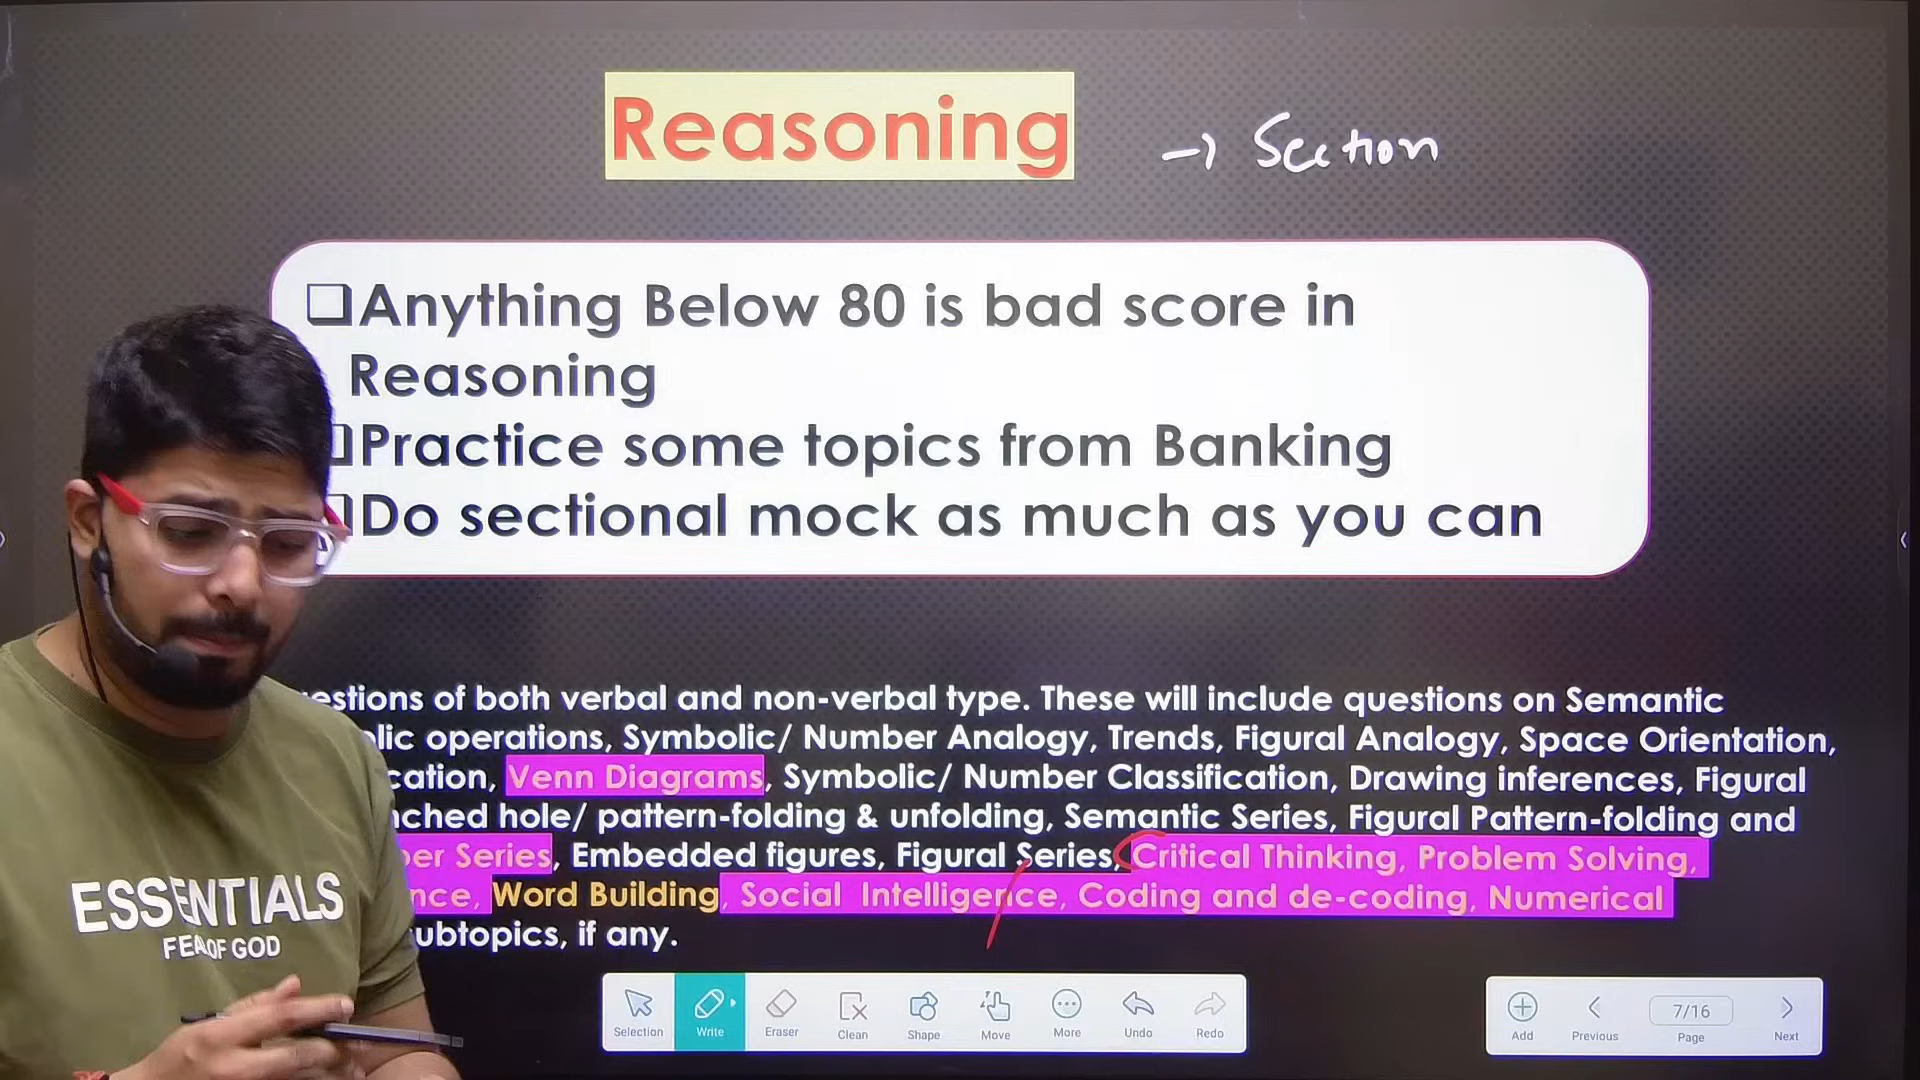 Reasoning → Section
❑Anything Below 80 is bad score in
Reasoning
❑Practice some topics from Banking
❑Do sectional mock as much as you can
estions of both verbal and non-verbal type. These will include questions on Semantic
lic operations, Symbolic/ Number Analogy, Trends, Figural Analogy, Space Orientation,
cation, Venn Diagrams, Symbolic/ Number Classification, Drawing inferences, Figural
nched hole/ pattern-folding & unfolding, Semantic Series, Figural Pattern-folding and
ber Series, Embedded figures, Figural Series, Critical Thinking, Problem Solving,
nce, Word Building, Social Intelligence, Coding and de-coding, Numerical
ubtopics, if any.
ESSENTIALS
FEAR OF GOD
Selection Write Eraser Clean Shape Move More Undo Redo
Add Previous 7/16 Page Next